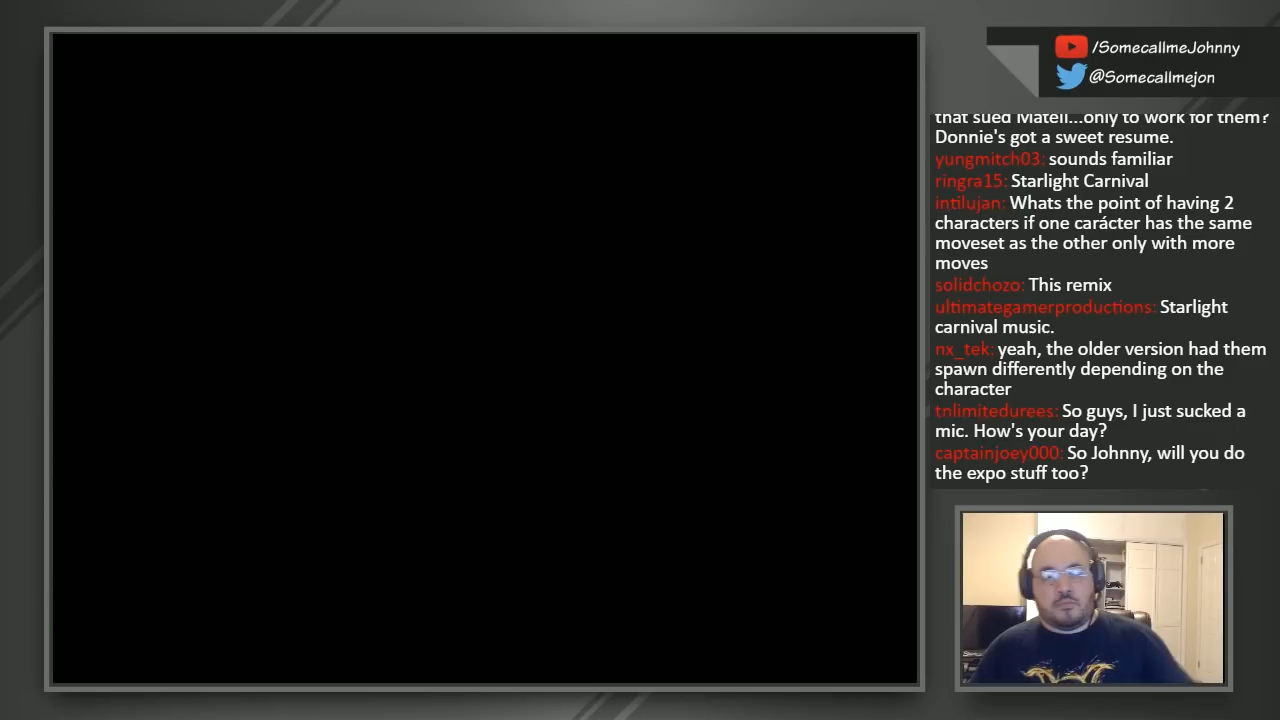 /SomecallmeJohnny
@Somecallmejon
that sued Matell...only to work for them?
Donnie's got a sweet resume.
yungmitch03: sounds familiar
ringra15: Starlight Carnival
intilujan: Whats the point of having 2
characters if one carácter has the same
moveset as the other only with more
moves
solidchozo: This remix
ultimategamerproductions: Starlight
carnival music.
nx_tek: yeah, the older version had them
spawn differently depending on the
character
tnlimitedurees: So guys, I just sucked a
mic. How's your day?
captainjoey000: So Johnny, will you do
the expo stuff too?